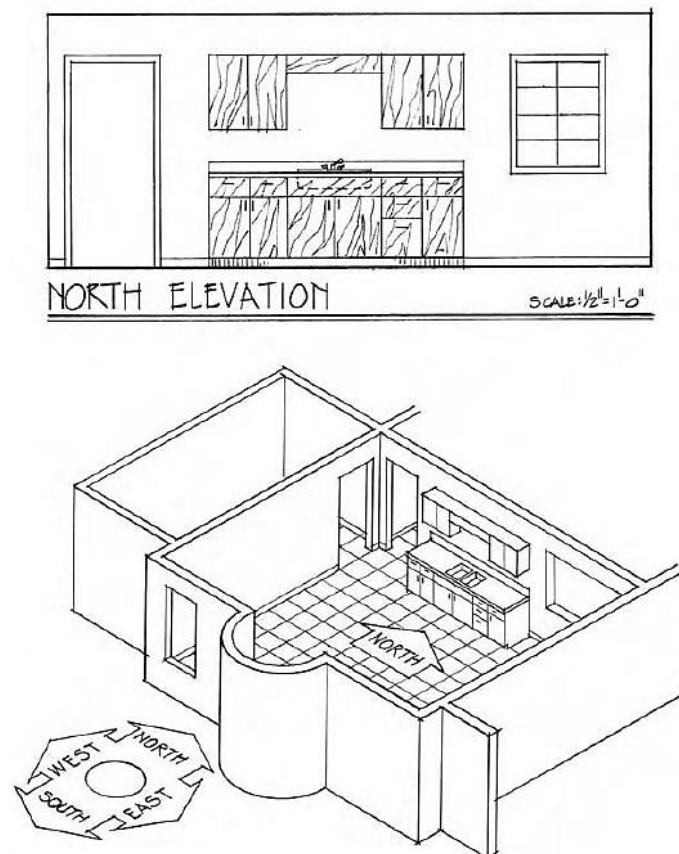 NORTH ELEVATION
SCALE: 1/2"=1'-0"
NORTH
WEST
NORTH
SOUTH
EAST